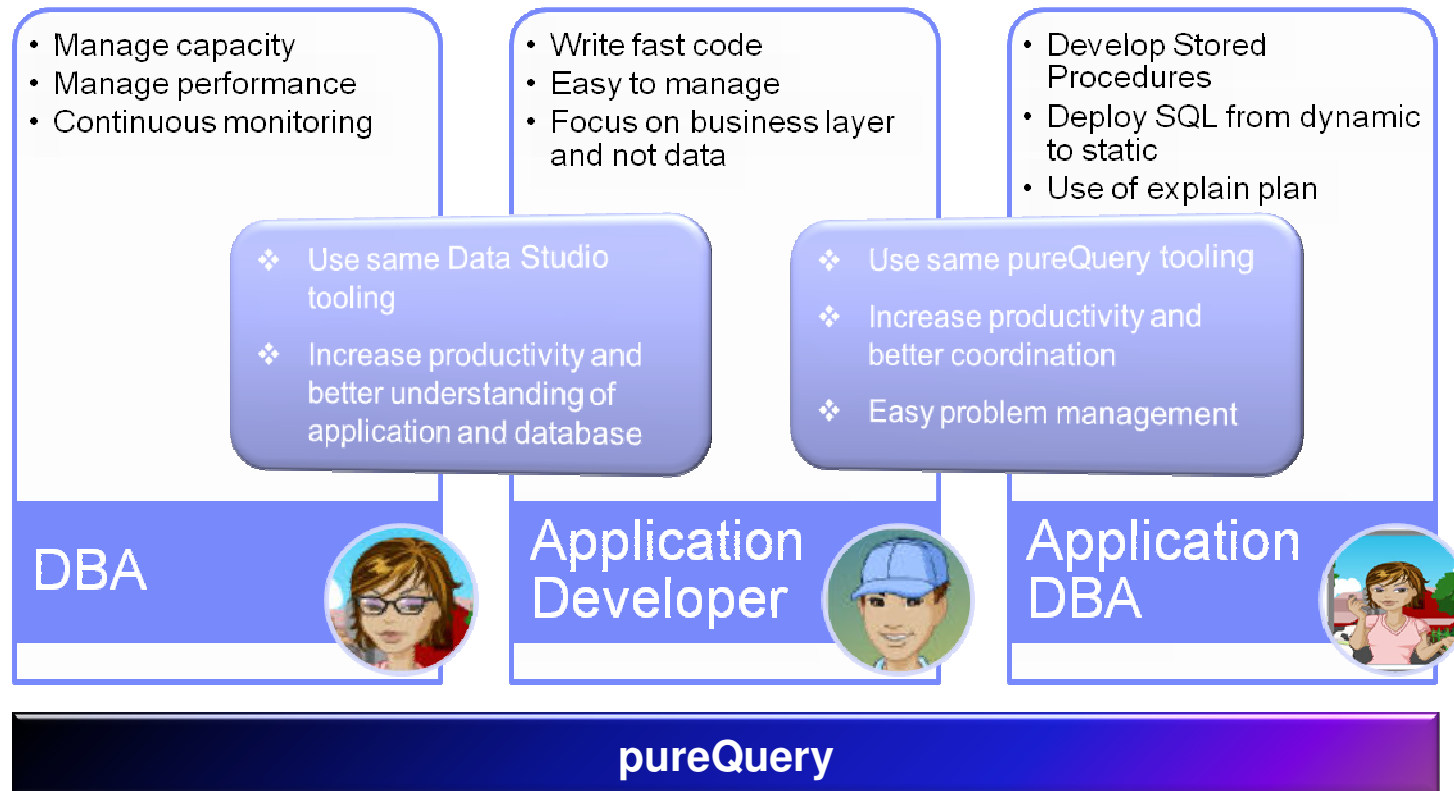 • Manage capacity
• Manage performance
• Continuous monitoring
• Write fast code
• Easy to manage
• Focus on business layer
and not data
• Develop Stored
Procedures
• Deploy SQL from dynamic
to static
• Use of explain plan
❖ Use same Data Studio
tooling
❖ Increase productivity and
better understanding of
application and database
❖ Use same pureQuery tooling
❖ Increase productivity and
better coordination
❖ Easy problem management
DBA
Application
Developer
Application
DBA
pureQuery